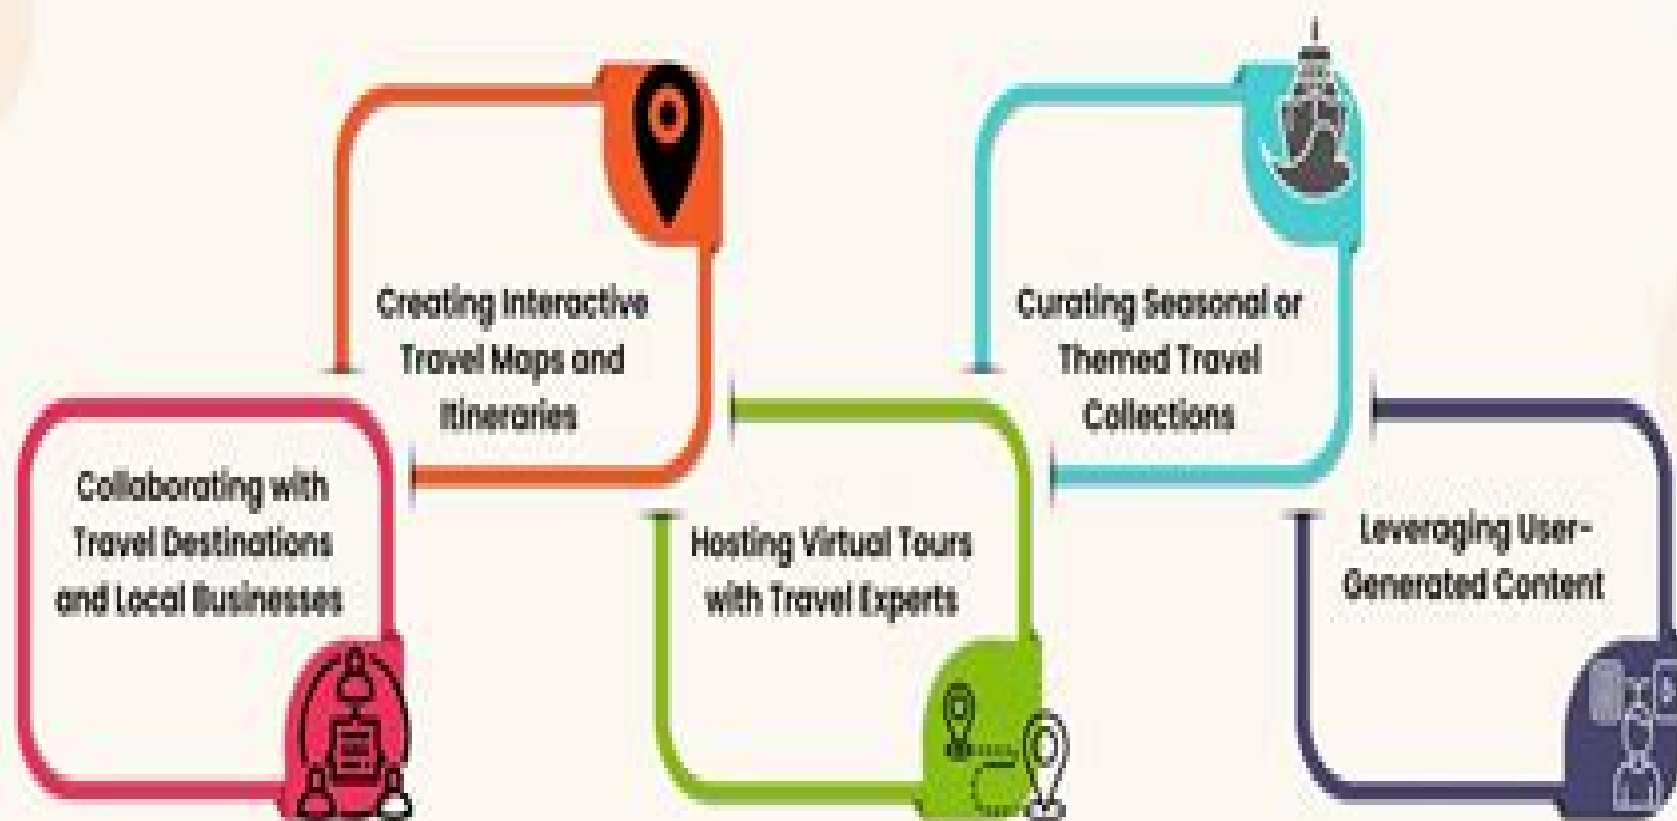 Collaborating with
Travel Destinations
and Local Businesses
Creating Interactive
Travel Maps and
Itineraries
Hosting Virtual Tours
with Travel Experts
Curating Seasonal or
Themed Travel
Collections
Leveraging User-
Generated Content